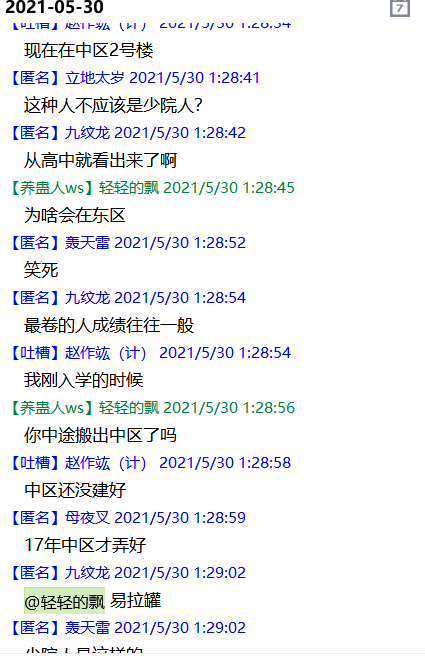 2021-05-30
7
【吐槽】赵作竑（计） 2021/5/30 1:28:34
现在在中区2号楼
【匿名】立地太岁 2021/5/30 1:28:41
这种人不应该是少院人?
【匿名】九纹龙 2021/5/30 1:28:42
从高中就看出来了啊
【养蛊人ws】轻轻的飘 2021/5/30 1:28:45
为啥会在东区
【匿名】轰天雷 2021/5/30 1:28:52
笑死
【匿名】九纹龙 2021/5/30 1:28:54
最卷的人成绩往往一般
【吐槽】赵作竑（计） 2021/5/30 1:28:54
我刚入学的时候
【养蛊人ws】轻轻的飘 2021/5/30 1:28:56
你中途搬出中区了吗
【吐槽】赵作竑（计） 2021/5/30 1:28:58
中区还没建好
【匿名】母夜叉 2021/5/30 1:28:59
17年中区才弄好
【匿名】九纹龙 2021/5/30 1:29:02
@轻轻的飘 易拉罐
【匿名】轰天雷 2021/5/30 1:29:02
少院人是这样的